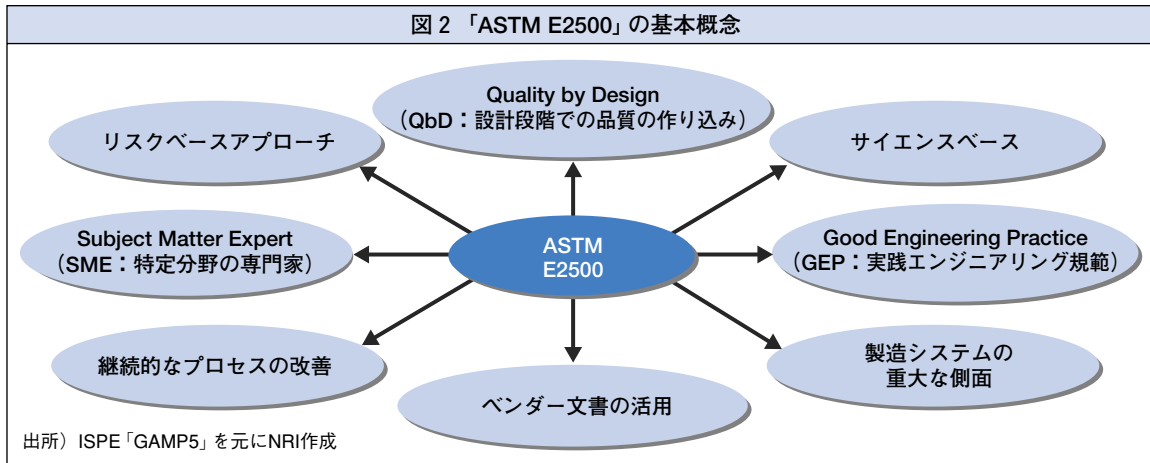 図2 「ASTM E2500」の基本概念
Quality by Design
(QbD:設計段階での品質の作り込み)
リスクベースアプローチ
サイエンスベース
Subject Matter Expert
(SME:特定分野の専門家)
ASTM
E2500
Good Engineering Practice
(GEP:実践エンジニアリング規範)
継続的なプロセスの改善
ベンダー文書の活用
製造システムの
重大な側面
出所)ISPE「GAMP5」を元にNRI作成